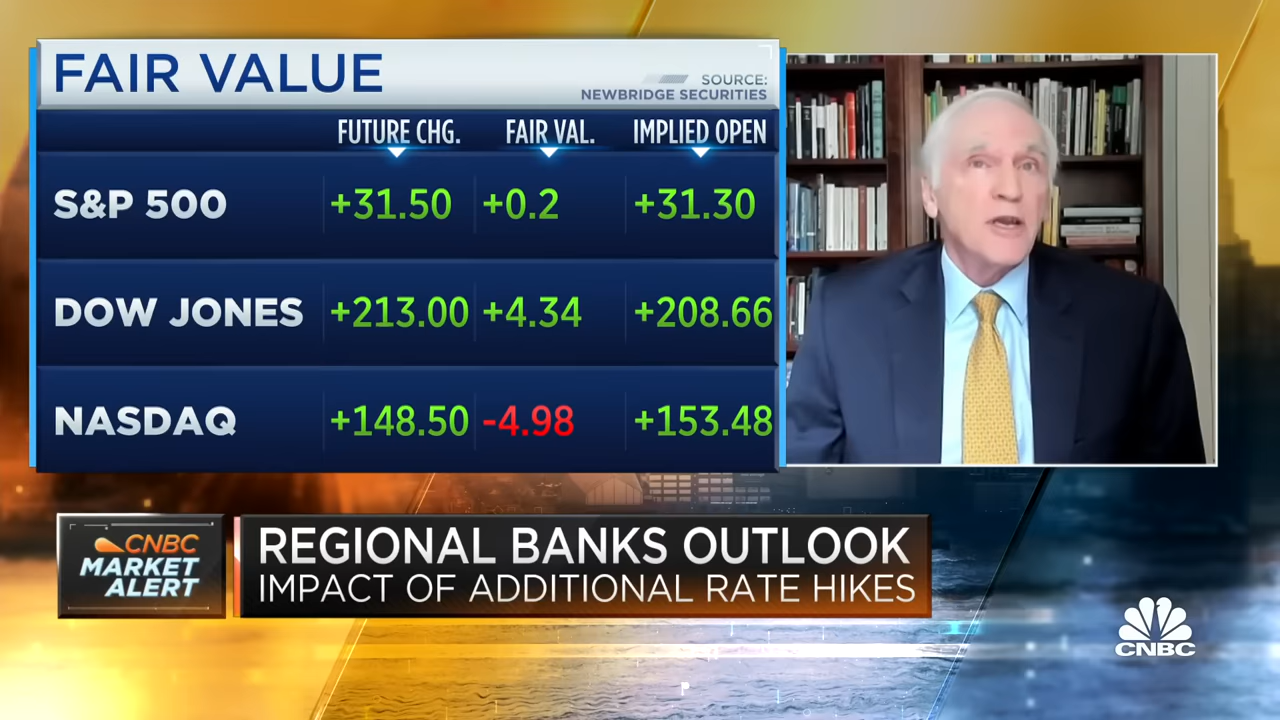 FAIR VALUE
SOURCE:
NEWBRIDGE SECURITIES
FUTURE CHG. FAIR VAL. IMPLIED OPEN
S&P 500 +31.50 +0.2 +31.30
DOW JONES +213.00 +4.34 +208.66
NASDAQ +148.50 -4.98 +153.48
CNBC
MARKET
ALERT
REGIONAL BANKS OUTLOOK
IMPACT OF ADDITIONAL RATE HIKES
CNBC
P